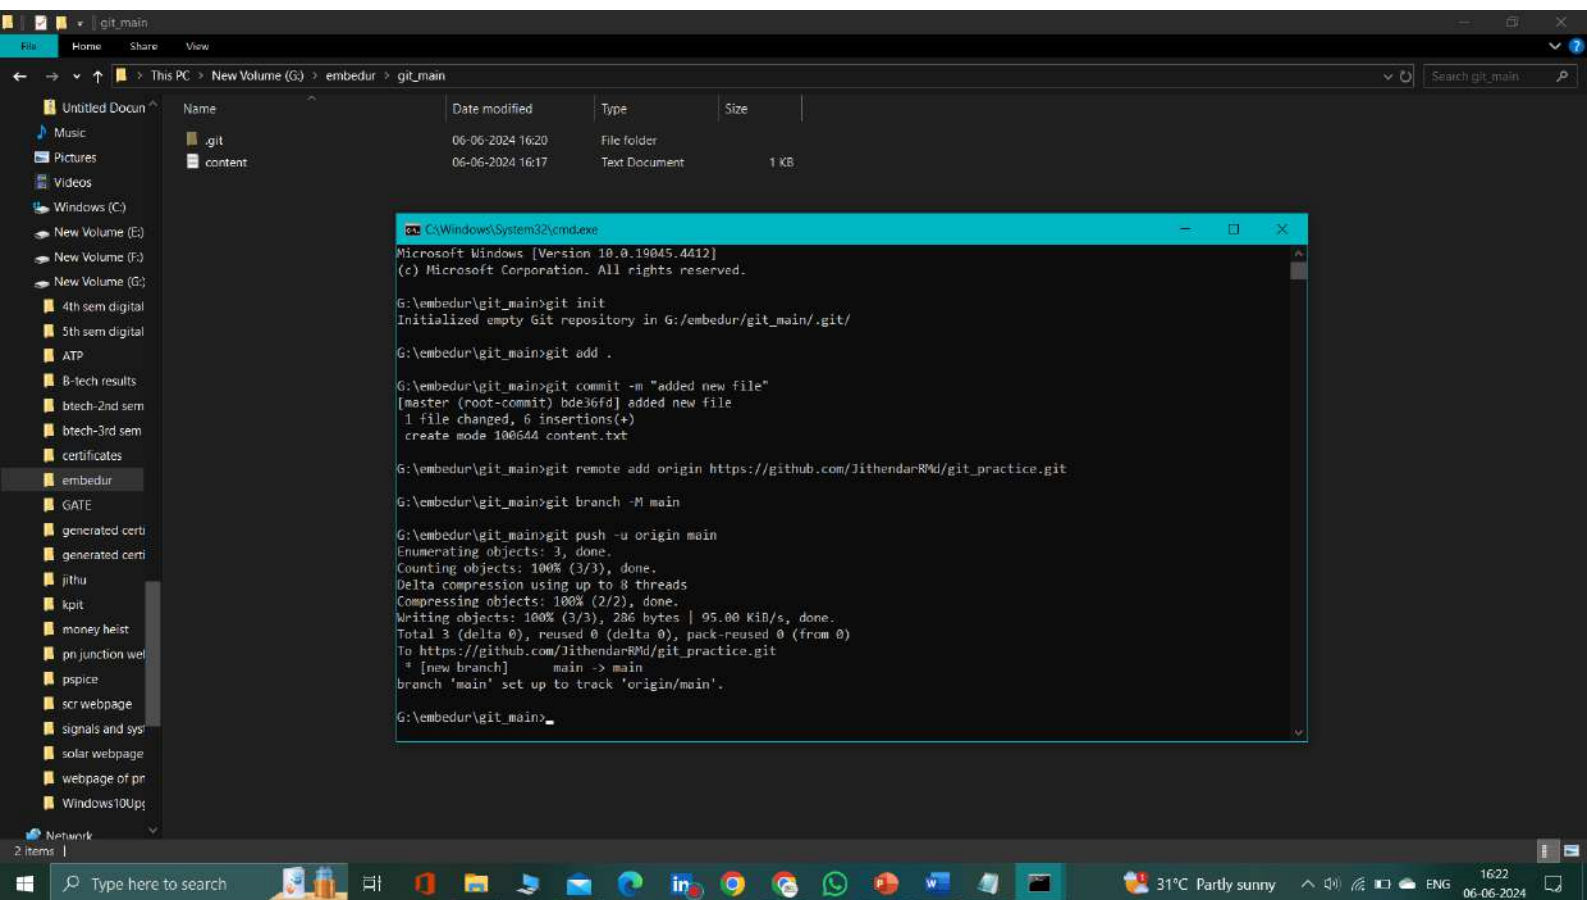 git_main
File Home Share View
This PC > New Volume (G:) > embedur > git_main
Search git_main
Name Date modified Type Size
.git 06-06-2024 16:20 File folder
content 06-06-2024 16:17 Text Document 1 KB
Untitled Docun
Music
Pictures
Videos
Windows (C:)
New Volume (E:)
New Volume (F:)
New Volume (G:)
4th sem digital
5th sem digital
ATP
B-tech results
btech-2nd sem
btech-3rd sem
certificates
embedur
GATE
generated certi
generated certi
jithu
kpit
money heist
pn junction wel
pspice
scr webpage
signals and syst
solar webpage
webpage of pn
Windows10Upg
Network
2 items
C:\Windows\System32\cmd.exe
Microsoft Windows [Version 10.0.19045.4412]
(c) Microsoft Corporation. All rights reserved.
G:\embedur\git_main>git init
Initialized empty Git repository in G:/embedur/git_main/.git/
G:\embedur\git_main>git add .
G:\embedur\git_main>git commit -m "added new file"
[master (root-commit) bde36fd] added new file
1 file changed, 6 insertions(+)
create mode 100644 content.txt
G:\embedur\git_main>git remote add origin https://github.com/JithendarRMd/git_practice.git
G:\embedur\git_main>git branch -M main
G:\embedur\git_main>git push -u origin main
Enumerating objects: 3, done.
Counting objects: 100% (3/3), done.
Delta compression using up to 8 threads
Compressing objects: 100% (2/2), done.
Writing objects: 100% (3/3), 286 bytes | 95.00 KiB/s, done.
Total 3 (delta 0), reused 0 (delta 0), pack-reused 0 (from 0)
To https://github.com/JithendarRMd/git_practice.git
* [new branch] main -> main
branch 'main' set up to track 'origin/main'.
G:\embedur\git_main>
Type here to search
31°C Partly sunny
ENG
16:22
06-06-2024